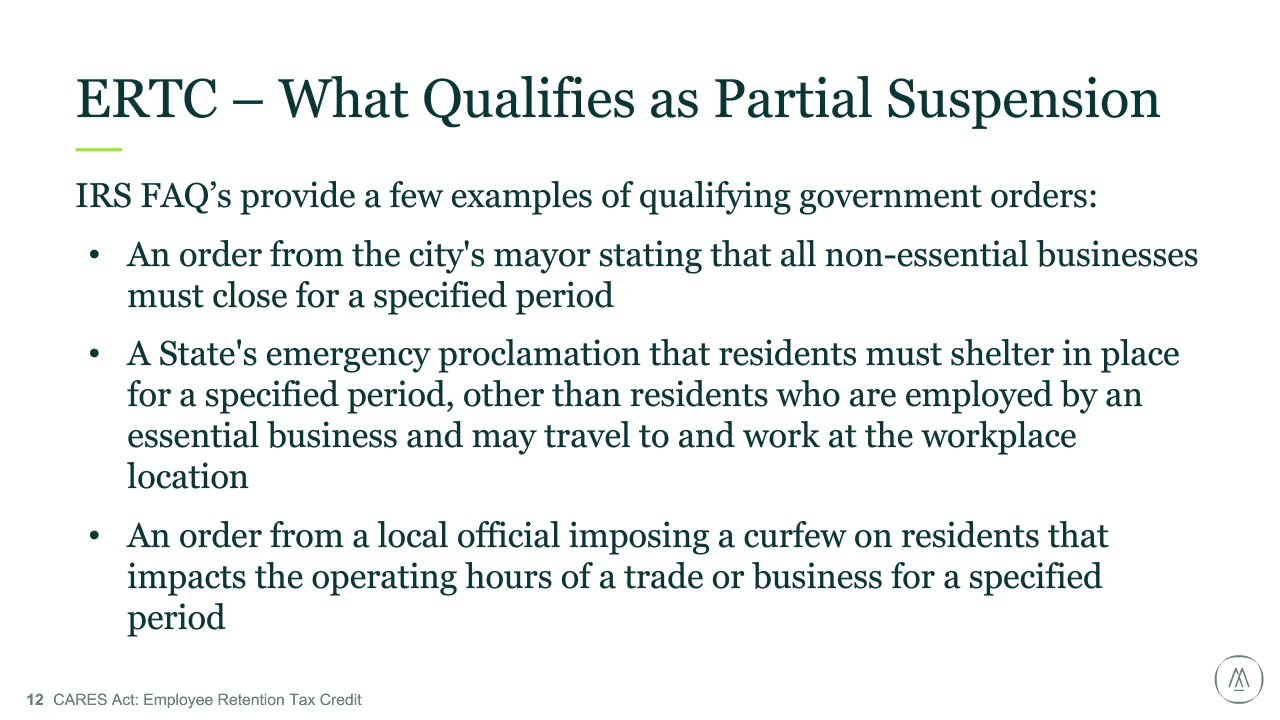 ERTC – What Qualifies as Partial Suspension
IRS FAQ’s provide a few examples of qualifying government orders:
• An order from the city's mayor stating that all non-essential businesses
must close for a specified period
• A State's emergency proclamation that residents must shelter in place
for a specified period, other than residents who are employed by an
essential business and may travel to and work at the workplace
location
• An order from a local official imposing a curfew on residents that
impacts the operating hours of a trade or business for a specified
period
12 CARES Act: Employee Retention Tax Credit